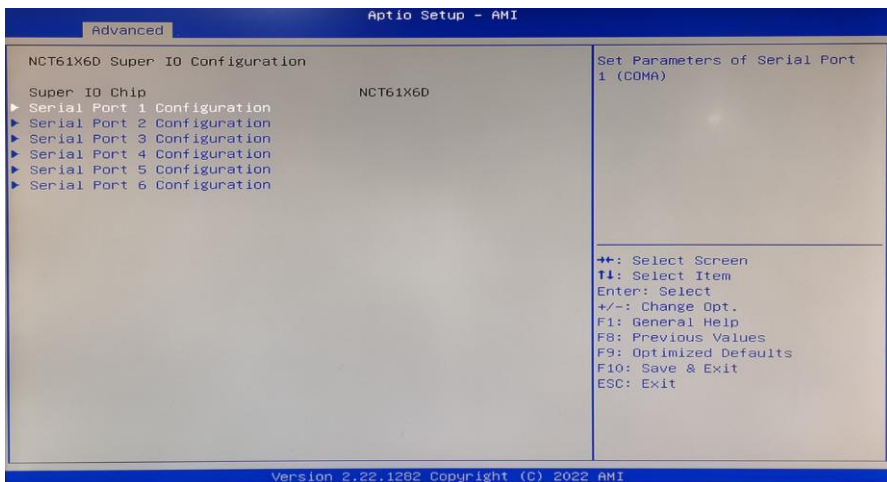 Aptio Setup - AMI
Advanced
NCT61X6D Super IO Configuration
Super IO Chip NCT61X6D
▶ Serial Port 1 Configuration
▶ Serial Port 2 Configuration
▶ Serial Port 3 Configuration
▶ Serial Port 4 Configuration
▶ Serial Port 5 Configuration
▶ Serial Port 6 Configuration
Set Parameters of Serial Port
1 (COMA)
→←: Select Screen
↑↓: Select Item
Enter: Select
+/-: Change Opt.
F1: General Help
F8: Previous Values
F9: Optimized Defaults
F10: Save & Exit
ESC: Exit
Version 2.22.1282 Copyright (C) 2022 AMI